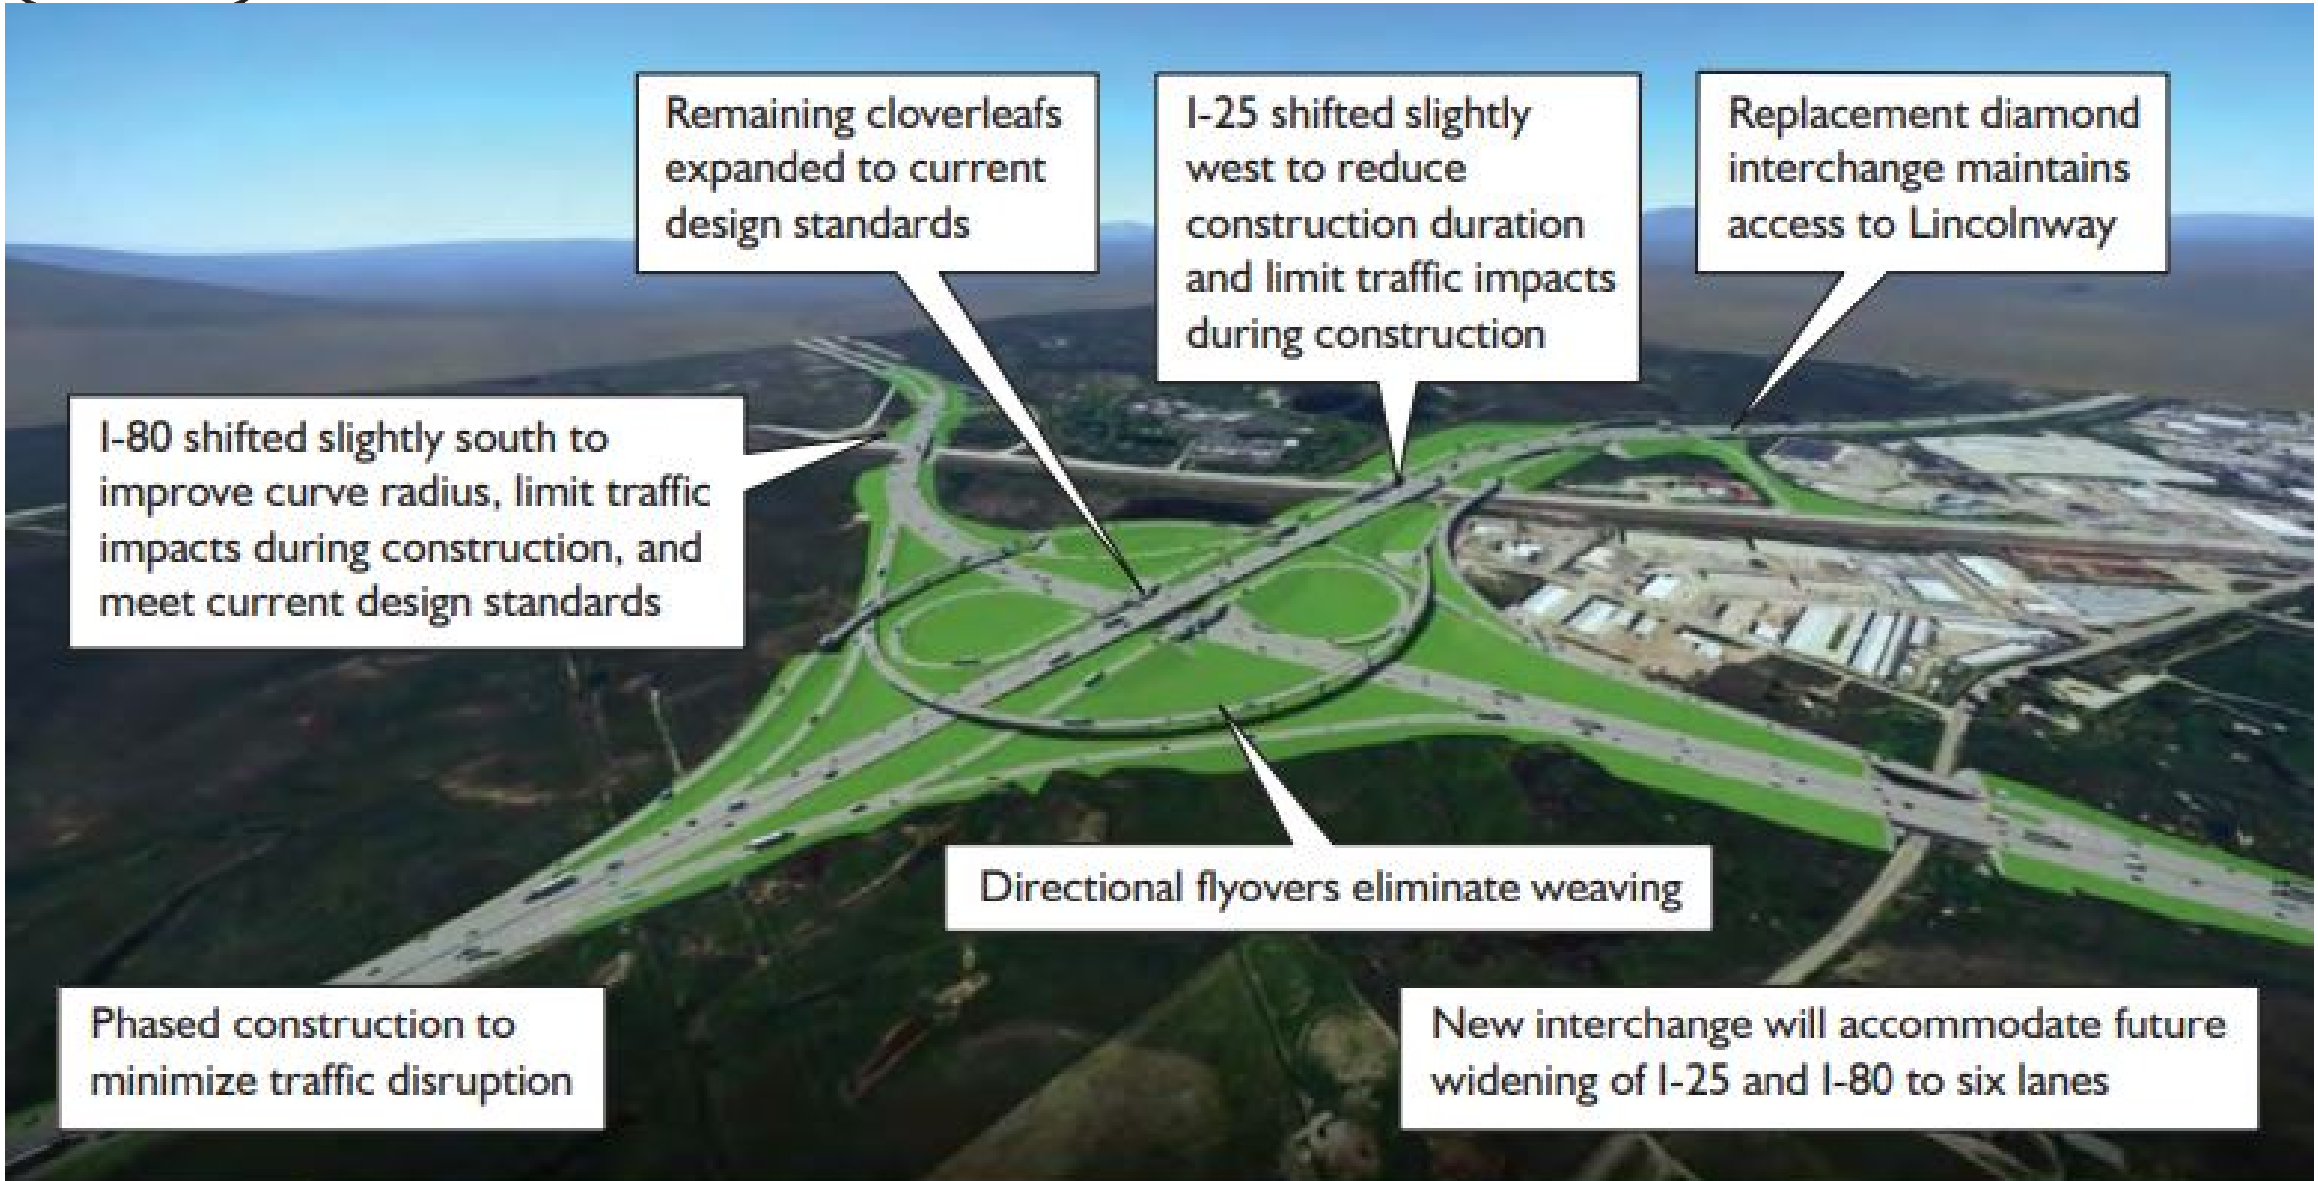 Remaining cloverleafs
expanded to current
design standards
I-25 shifted slightly
west to reduce
construction duration
and limit traffic impacts
during construction
Replacement diamond
interchange maintains
access to Lincolnway
I-80 shifted slightly south to
improve curve radius, limit traffic
impacts during construction, and
meet current design standards
Directional flyovers eliminate weaving
Phased construction to
minimize traffic disruption
New interchange will accommodate future
widening of I-25 and I-80 to six lanes